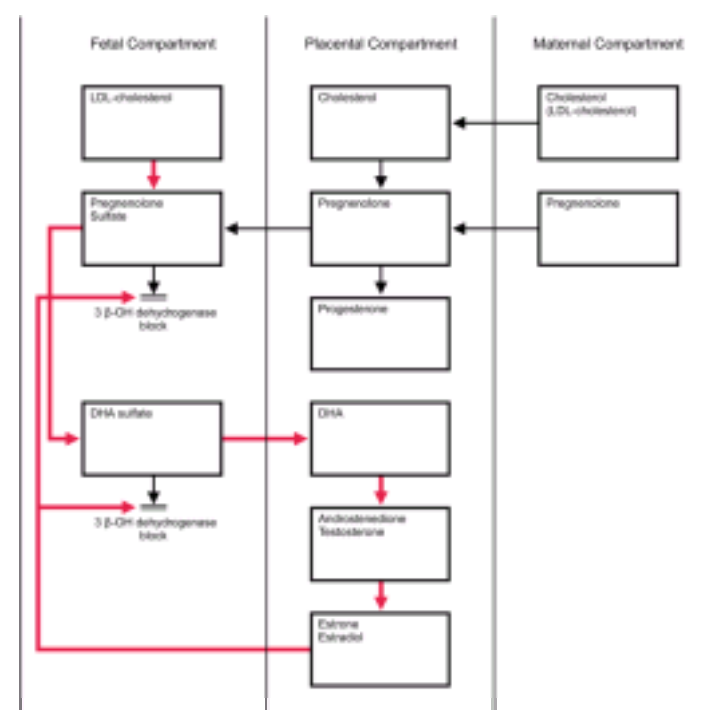 Fetal Compartment
Placental Compartment
Maternal Compartment
LDL-cholesterol
Cholesterol
Cholesterol
(LDL-cholesterol)
Pregnenolone
Sulfate
Pregnenolone
Pregnenolone
3 β-OH dehydrogenase
block
Progesterone
DHA sulfate
DHA
3 β-OH dehydrogenase
block
Androstenedione
Testosterone
Estrone
Estradiol